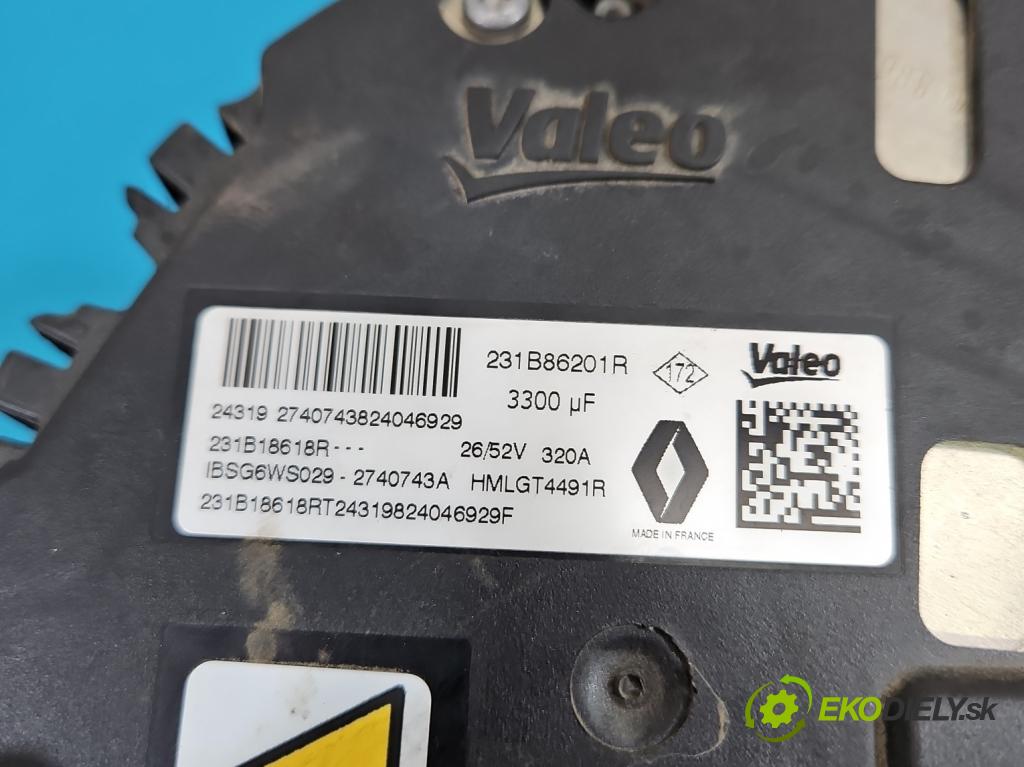 Valeo
231B86201R
172
Valeo
3300 µF
24319 2740743824046929
231B18618R---
26/52V 320A
IBSG6WS029 - 2740743A HMLGT4491R
231B18618RT24319824046929F
MADE IN FRANCE
EKODIELY.sk